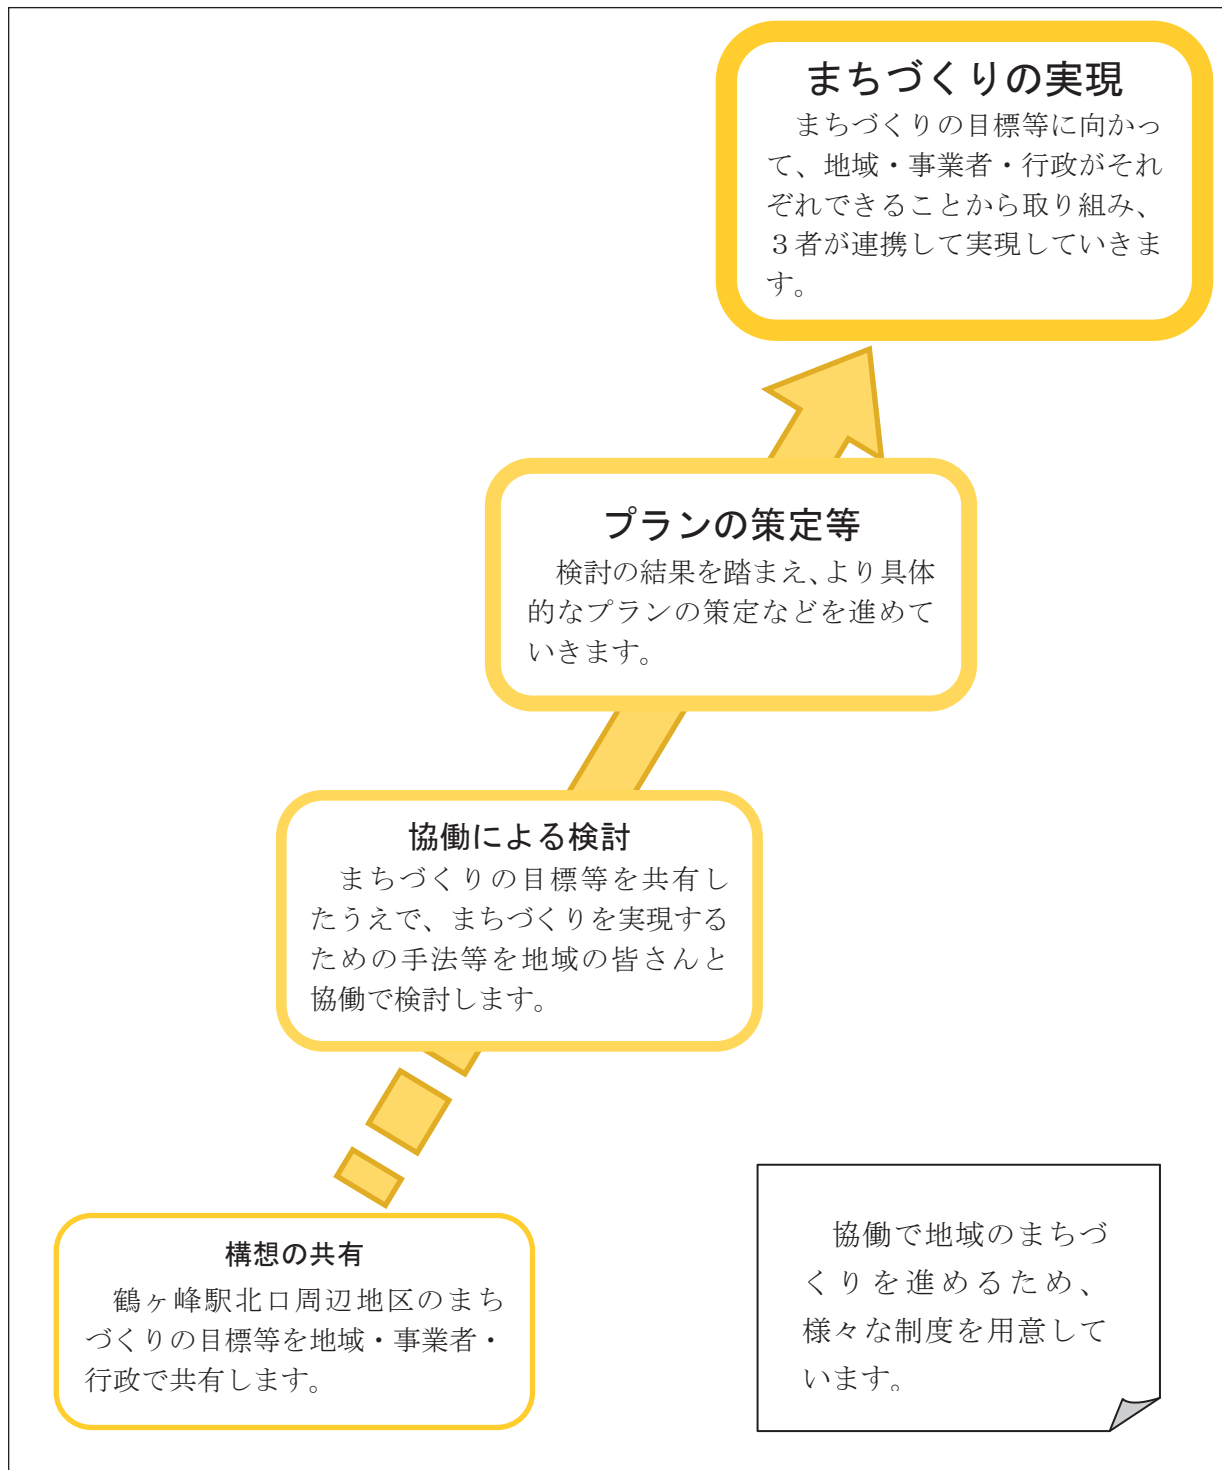 まちづくりの実現
まちづくりの目標等に向かっ
て、地域・事業者・行政がそれ
ぞれできることから取り組み、
３者が連携して実現していきま
す。
プランの策定等
検討の結果を踏まえ、より具体
的なプランの策定などを進めて
いきます。
協働による検討
まちづくりの目標等を共有し
たうえで、まちづくりを実現する
ための手法等を地域の皆さんと
協働で検討します。
構想の共有
鶴ヶ峰駅北口周辺地区のまち
づくりの目標等を地域・事業者・
行政で共有します。
協働で地域のまちづ
くりを進めるため、
様々な制度を用意して
います。